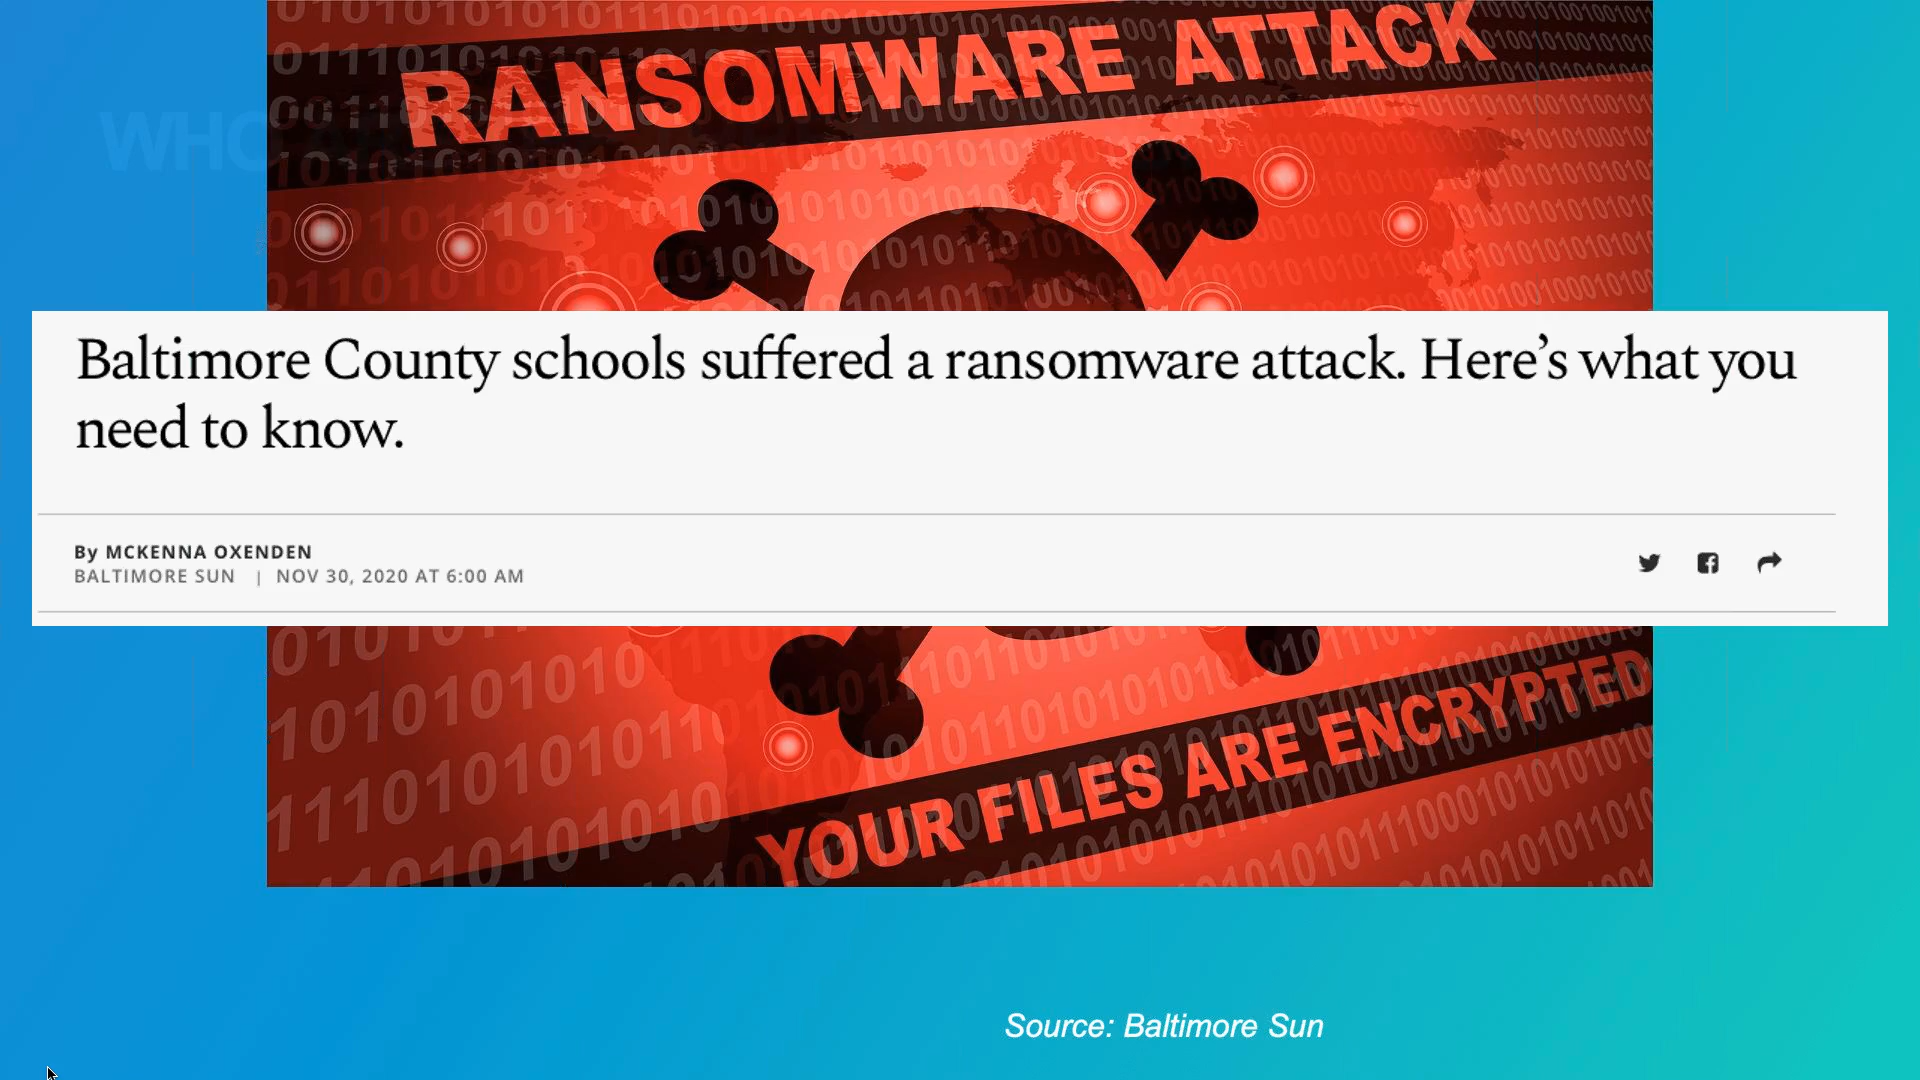 RANSOMWARE ATTACK
WHO
Baltimore County schools suffered a ransomware attack. Here’s what you
need to know.
By MCKENNA OXENDEN
BALTIMORE SUN | NOV 30, 2020 AT 6:00 AM
YOUR FILES ARE ENCRYPTED
Source: Baltimore Sun